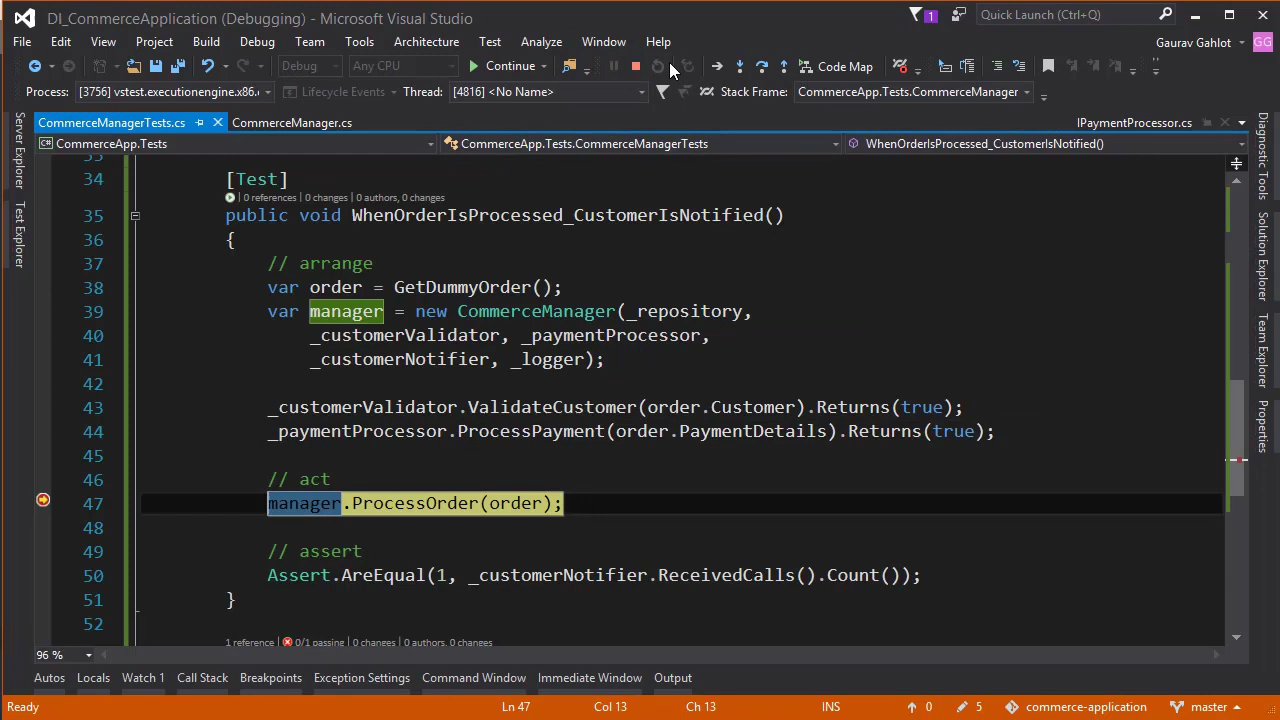 DI_CommerceApplication (Debugging) - Microsoft Visual Studio
1
Quick Launch (Ctrl+Q)
File Edit View Project Build Debug Team Tools Architecture Test Analyze Window Help
Gaurav Gahlot
GG
Debug Any CPU Continue Code Map
Process: [3756] vstest.executionengine.x86.e Lifecycle Events Thread: [4816] <No Name> Stack Frame: CommerceApp.Tests.CommerceManager
CommerceManagerTests.cs CommerceManager.cs IPaymentProcessor.cs
CommerceApp.Tests CommerceApp.Tests.CommerceManagerTests WhenOrderIsProcessed_CustomerIsNotified()
Server Explorer
Test Explorer
33
34 [Test]
0 references | 0 changes | 0 authors, 0 changes
35 public void WhenOrderIsProcessed_CustomerIsNotified()
36 {
37 // arrange
38 var order = GetDummyOrder();
39 var manager = new CommerceManager(_repository,
40 _customerValidator, _paymentProcessor,
41 _customerNotifier, _logger);
42
43 _customerValidator.ValidateCustomer(order.Customer).Returns(true);
44 _paymentProcessor.ProcessPayment(order.PaymentDetails).Returns(true);
45
46 // act
47 manager.ProcessOrder(order);
48
49 // assert
50 Assert.AreEqual(1, _customerNotifier.ReceivedCalls().Count());
51 }
52
1 reference | 0/1 passing | 0 changes | 0 authors, 0 changes
Diagnostic Tools
Solution Explorer
Team Explorer
Properties
96 %
Autos Locals Watch 1 Call Stack Breakpoints Exception Settings Command Window Immediate Window Output
Ready Ln 47 Col 13 Ch 13 INS 0 5 commerce-application master